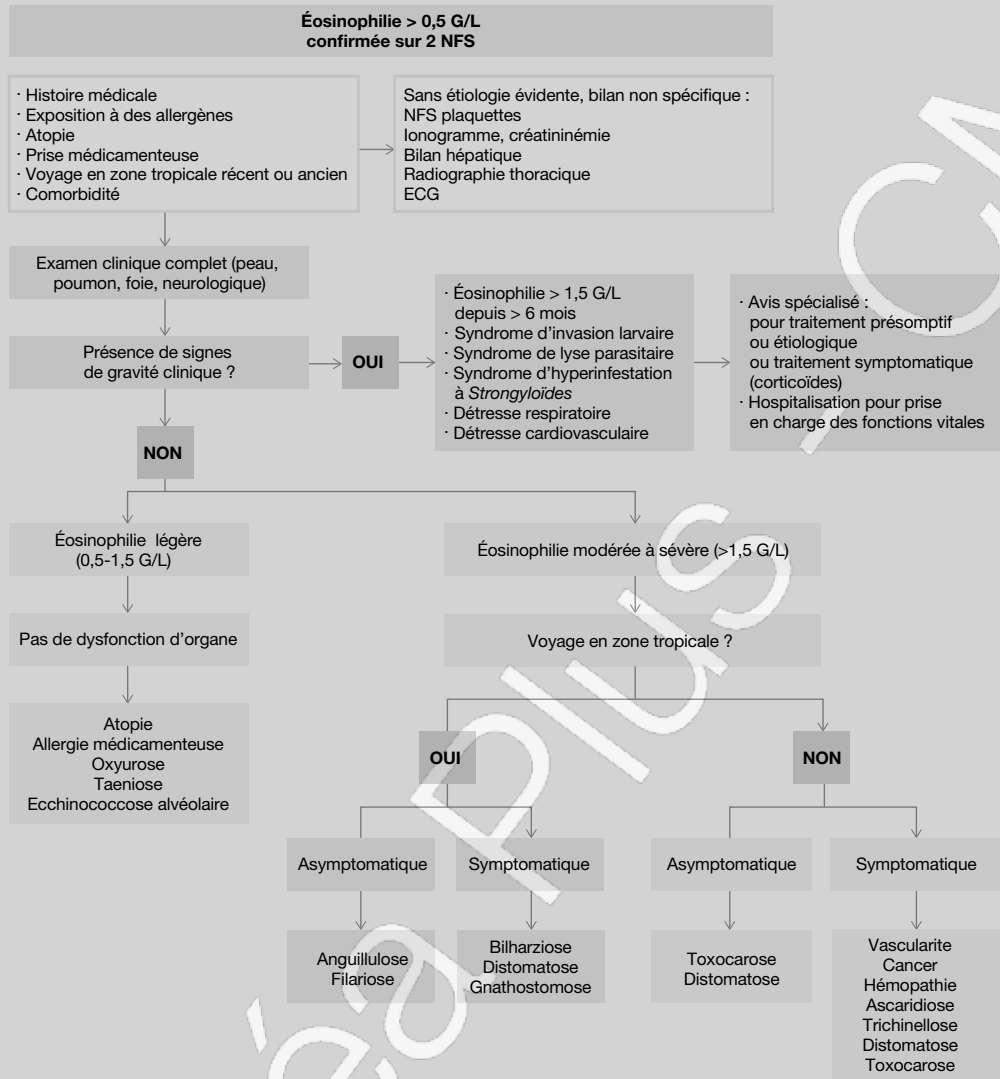 Éosinophilie > 0,5 G/L
confirmée sur 2 NFS
· Histoire médicale
· Exposition à des allergènes
· Atopie
· Prise médicamenteuse
· Voyage en zone tropicale récent ou ancien
· Comorbidité
Sans étiologie évidente, bilan non spécifique :
NFS plaquettes
Ionogramme, créatininémie
Bilan hépatique
Radiographie thoracique
ECG
Examen clinique complet (peau,
poumon, foie, neurologique)
Présence de signes
de gravité clinique ?
OUI
· Éosinophilie > 1,5 G/L
depuis > 6 mois
· Syndrome d'invasion larvaire
· Syndrome de lyse parasitaire
· Syndrome d'hyperinfestation
à Strongyloïdes
· Détresse respiratoire
· Détresse cardiovasculaire
· Avis spécialisé :
pour traitement présomptif
ou étiologique
ou traitement symptomatique
(corticoïdes)
· Hospitalisation pour prise
en charge des fonctions vitales
NON
Éosinophilie légère
(0,5-1,5 G/L)
Éosinophilie modérée à sévère (>1,5 G/L)
Pas de dysfonction d'organe
Voyage en zone tropicale ?
Atopie
Allergie médicamenteuse
Oxyurose
Taeniose
Ecchinococcose alvéolaire
OUI
NON
Asymptomatique
Symptomatique
Asymptomatique
Symptomatique
Anguillulose
Filariose
Bilharziose
Distomatose
Gnathostomose
Toxocarose
Distomatose
Vascularite
Cancer
Hémopathie
Ascaridiose
Trichinellose
Distomatose
Toxocarose
éa Plus - CM